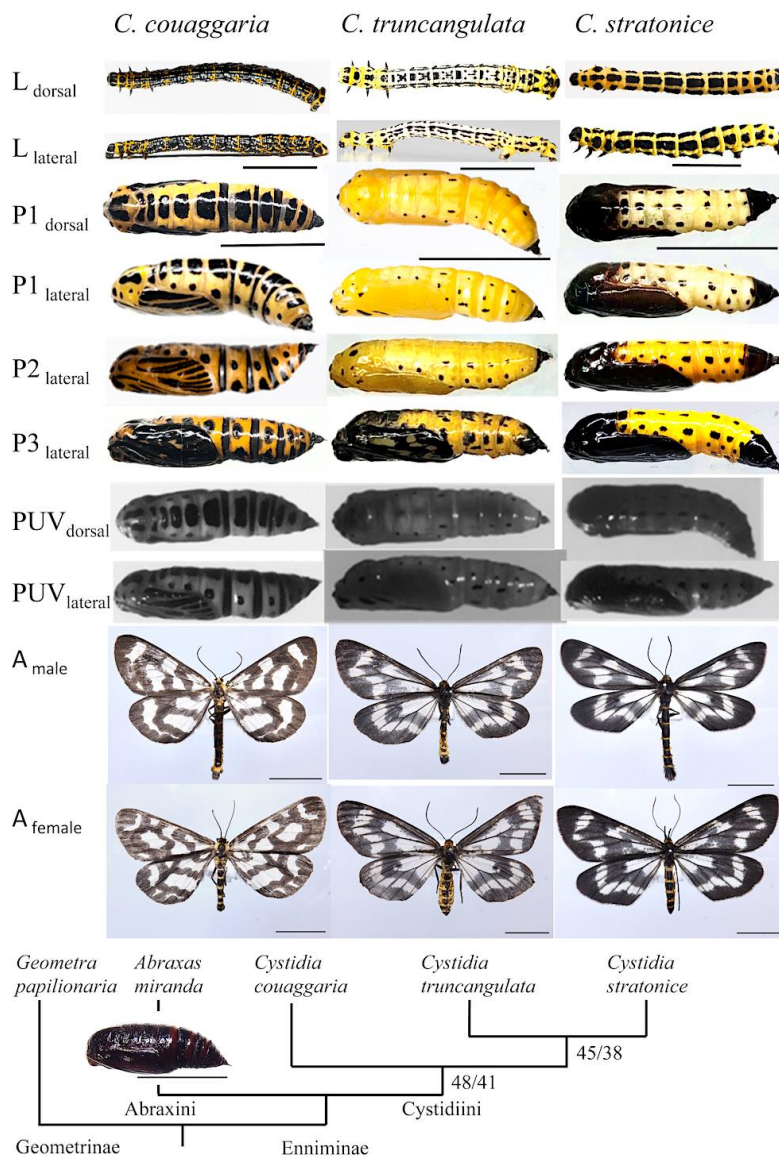 C. couaggaria C. truncangulata C. stratonice
L dorsal
L lateral
P1 dorsal
P1 lateral
P2 lateral
P3 lateral
PUV dorsal
PUV lateral
A male
A female
Geometra papilionaria
Abraxas miranda
Cystidia couaggaria
Cystidia truncangulata
Cystidia stratonice
45/38
48/41
Abraxini Cystidiini
Geometrinae Enniminae